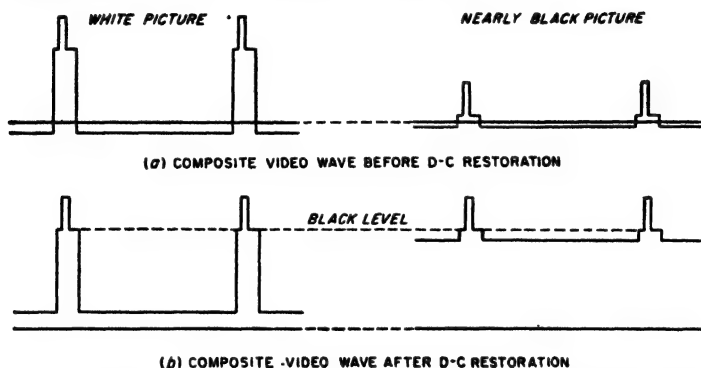 WHITE PICTURE
NEARLY BLACK PICTURE
(a) COMPOSITE VIDEO WAVE BEFORE D-C RESTORATION
BLACK LEVEL
(b) COMPOSITE -VIDEO WAVE AFTER D-C RESTORATION